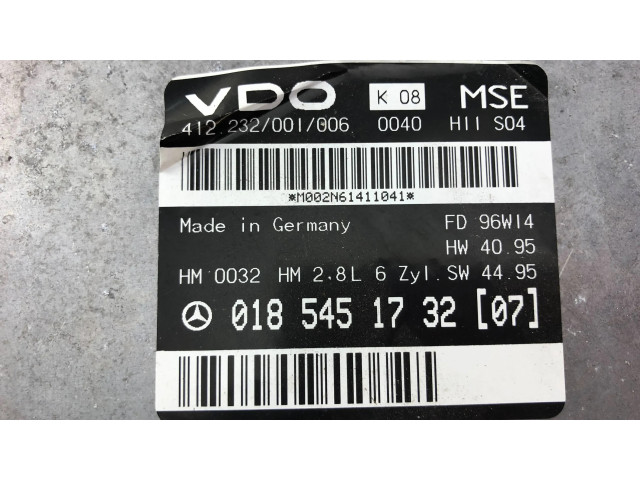 VDO K 08 MSE
412.232/001/006 0040 H11 S04
*M002N61411041*
Made in Germany FD 96W14
HW 40.95
HM 0032 HM 2.8L 6 Zyl. SW 44.95
018 545 17 32 [07]